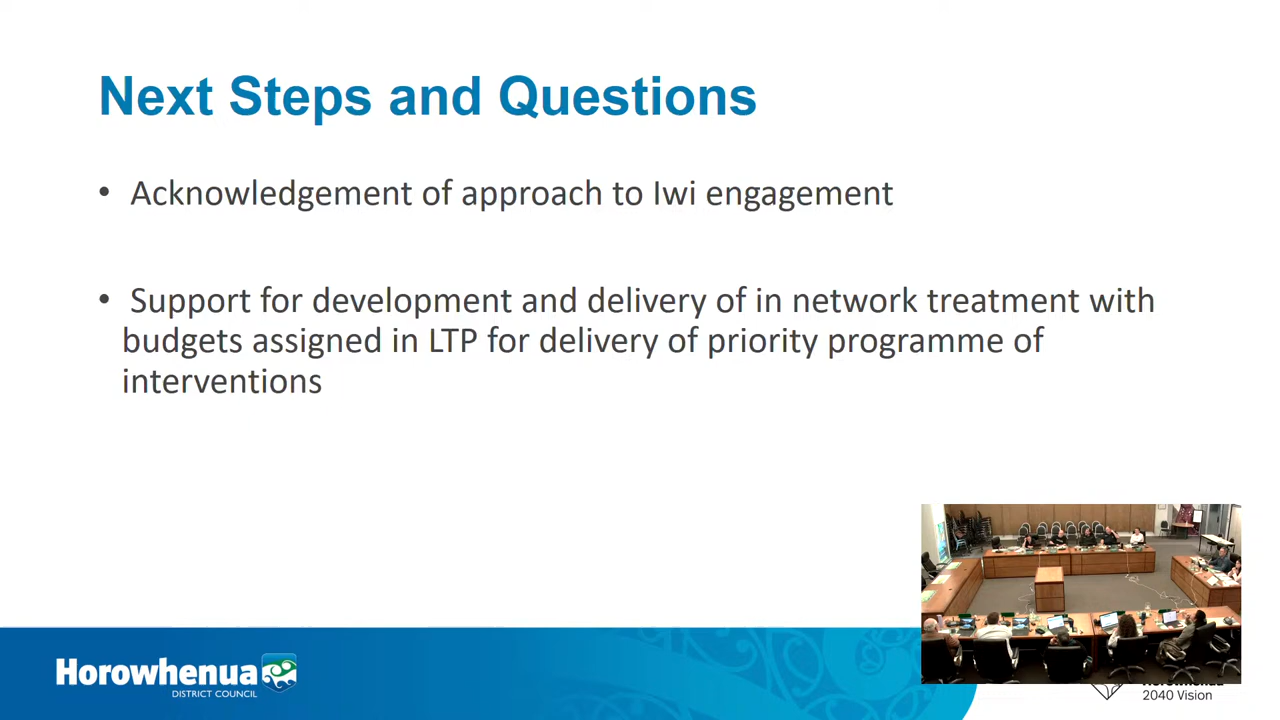 Next Steps and Questions
• Acknowledgement of approach to Iwi engagement
• Support for development and delivery of in network treatment with
budgets assigned in LTP for delivery of priority programme of
interventions
Horowhenua
DISTRICT COUNCIL
Horowhenua
2040 Vision